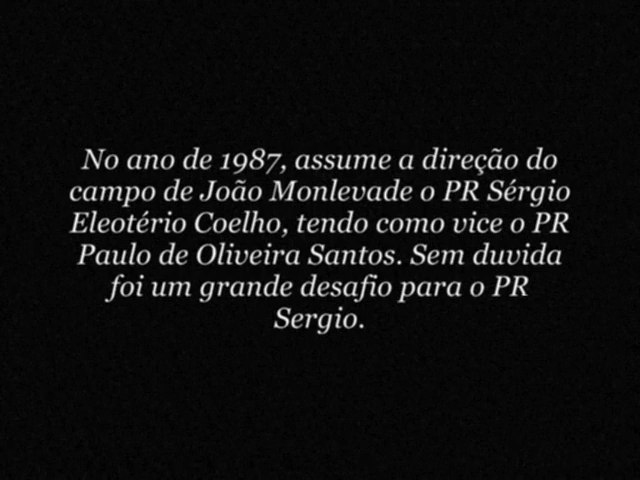 No ano de 1987, assume a direção do
campo de João Monlevade o PR Sérgio
Eleotério Coelho, tendo como vice o PR
Paulo de Oliveira Santos. Sem duvida
foi um grande desafio para o PR
Sergio.